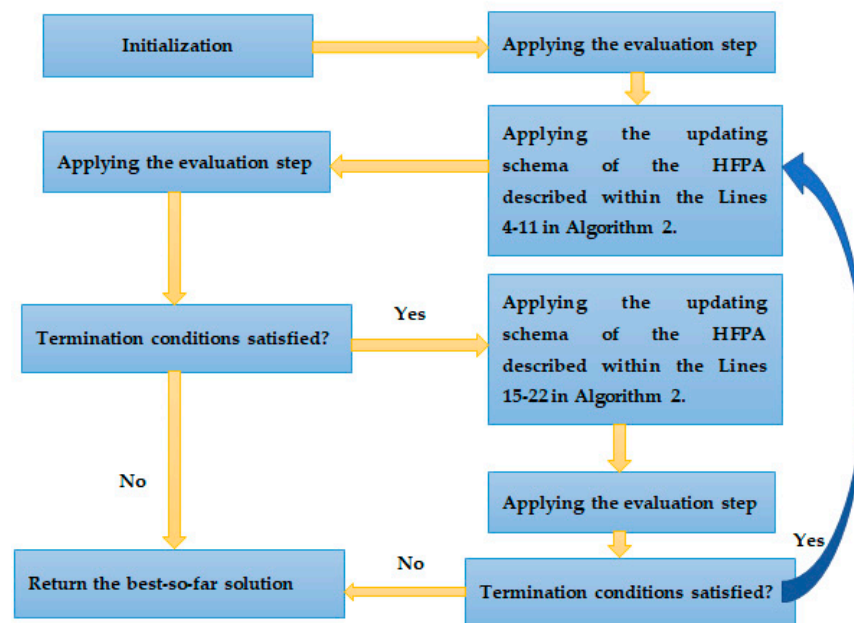 Initialization
Applying the evaluation step
Applying the updating
schema of the HFPA
described within the Lines
4-11 in Algorithm 2.
Applying the evaluation step
Termination conditions satisfied?
Yes
Applying the updating
schema of the HFPA
described within the Lines
15-22 in Algorithm 2.
No
Applying the evaluation step
Yes
Termination conditions satisfied?
No
Return the best-so-far solution